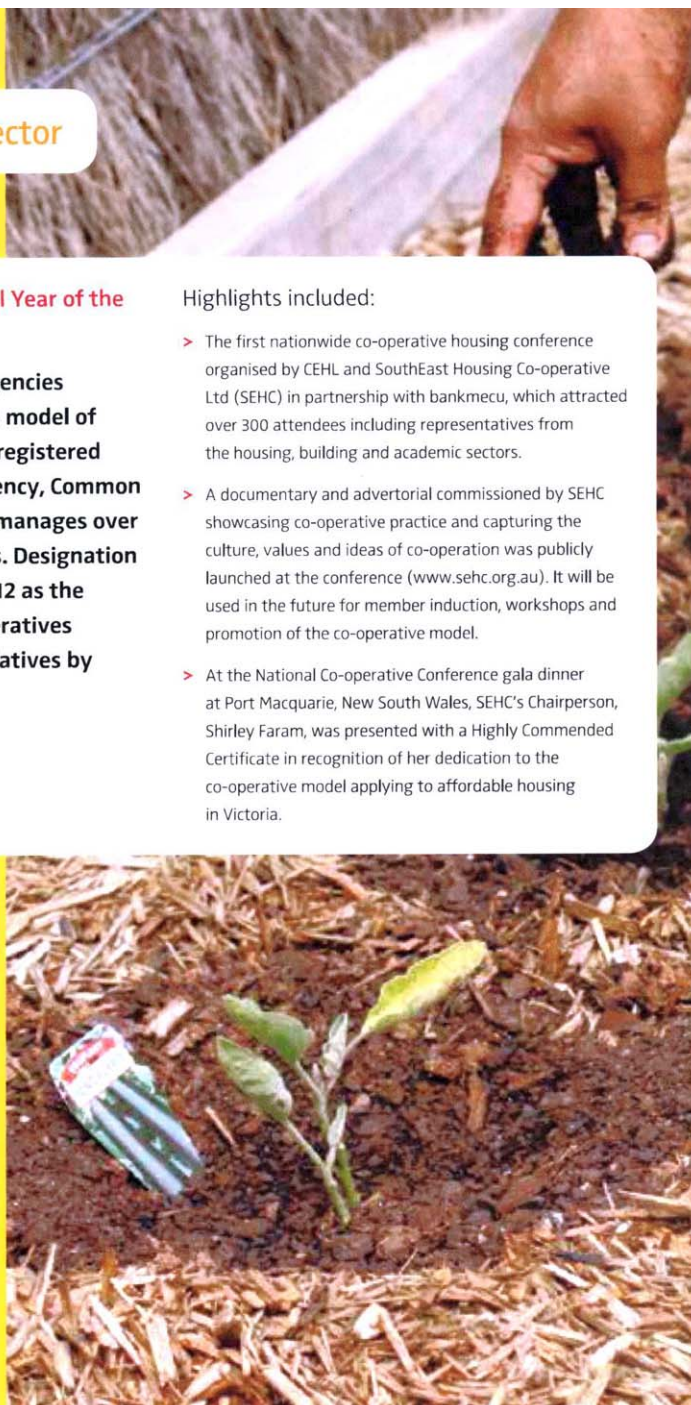 ector
l Year of the
encies
model of
registered
ency, Common
manages over
s. Designation
12 as the
ratives
atives by
Highlights included:
> The first nationwide co-operative housing conference
organised by CEHL and SouthEast Housing Co-operative
Ltd (SEHC) in partnership with bankmecu, which attracted
over 300 attendees including representatives from
the housing, building and academic sectors.
> A documentary and advertorial commissioned by SEHC
showcasing co-operative practice and capturing the
culture, values and ideas of co-operation was publicly
launched at the conference (www.sehc.org.au). It will be
used in the future for member induction, workshops and
promotion of the co-operative model.
> At the National Co-operative Conference gala dinner
at Port Macquarie, New South Wales, SEHC's Chairperson,
Shirley Faram, was presented with a Highly Commended
Certificate in recognition of her dedication to the
co-operative model applying to affordable housing
in Victoria.